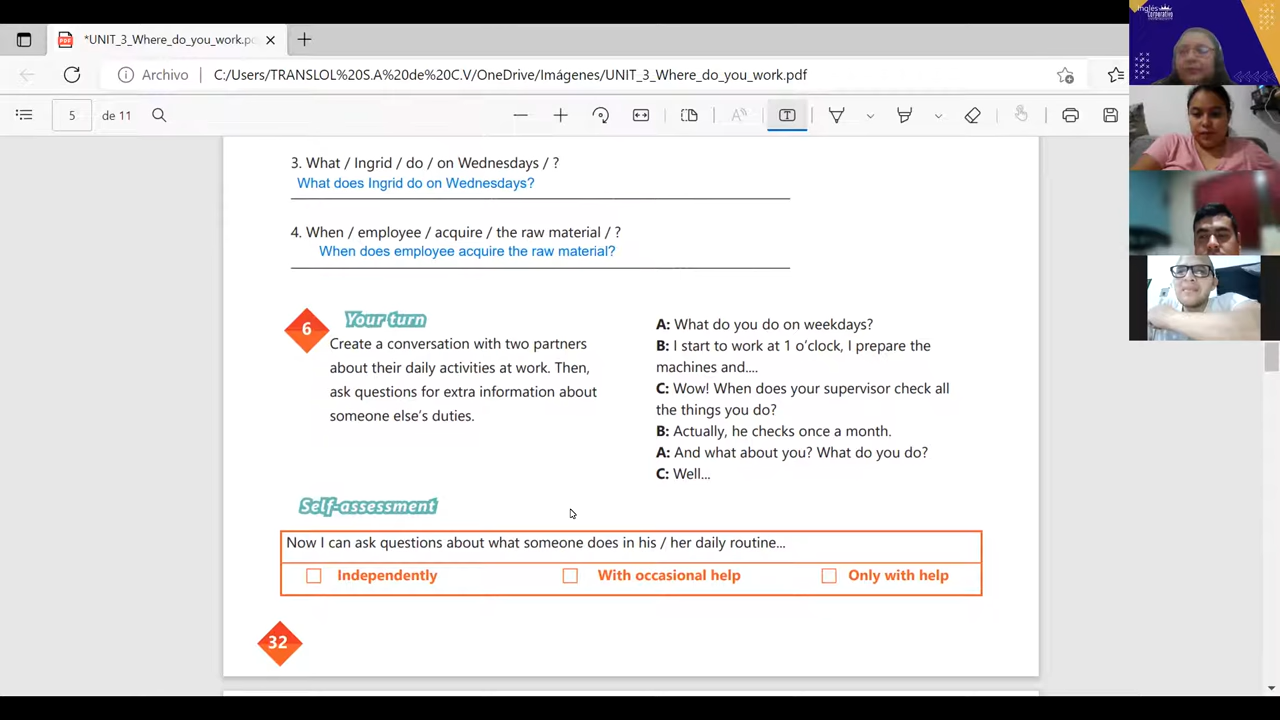 *UNIT_3_Where_do_you_work.pd
5
de 11
Archivo
C:/Users/TRANSLOL%20S.A%20de%20C.V/OneDrive/Imágenes/UNIT_3_Where_do_you_work.pdf
Inglés
Corporativo
3. What / Ingrid / do / on Wednesdays / ?
What does Ingrid do on Wednesdays?
4. When / employee / acquire / the raw material / ?
When does employee acquire the raw material?
6
Your turn
Create a conversation with two partners
about their daily activities at work. Then,
ask questions for extra information about
someone else's duties.
A: What do you do on weekdays?
B: I start to work at 1 o'clock, I prepare the
machines and....
C: Wow! When does your supervisor check all
the things you do?
B: Actually, he checks once a month.
A: And what about you? What do you do?
C: Well...
Self-assessment
Now I can ask questions about what someone does in his / her daily routine...
Independently
With occasional help
Only with help
32